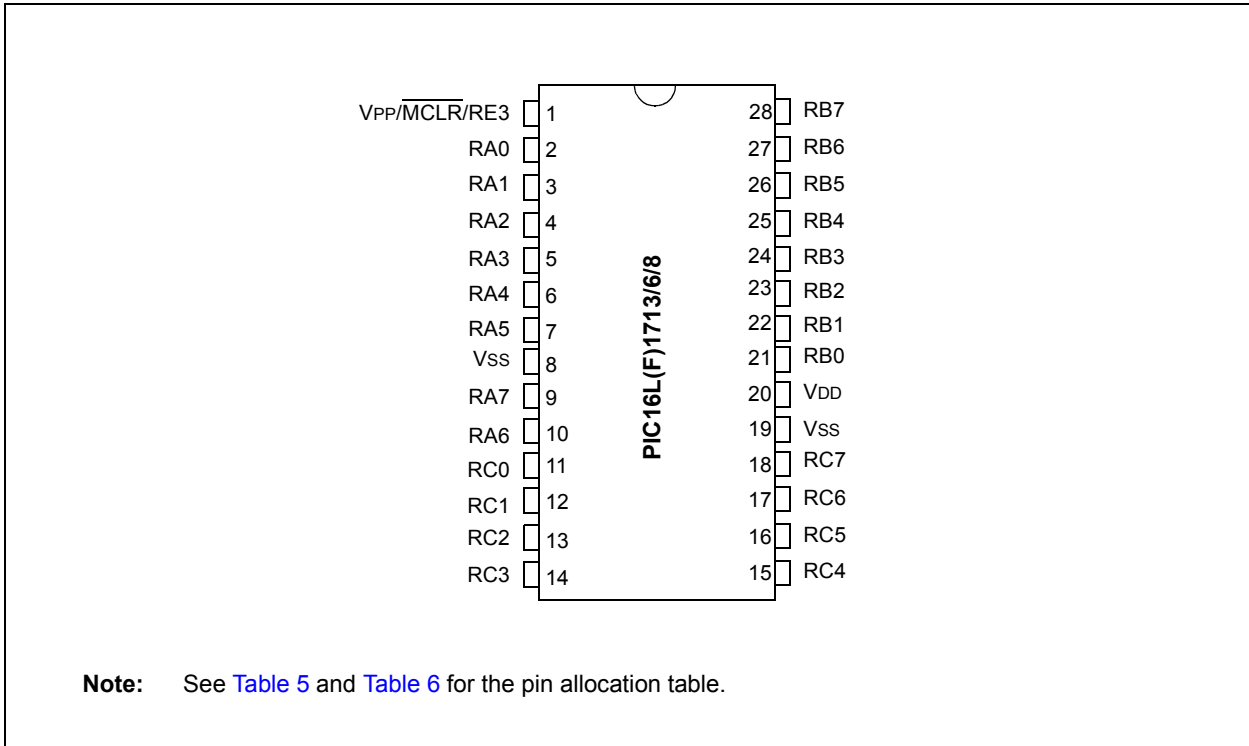 VPP/MCLR/RE3 1 28 RB7
RA0 2 27 RB6
RA1 3 26 RB5
RA2 4 25 RB4
RA3 5 24 RB3
RA4 6 23 RB2
RA5 7 22 RB1
VSS 8 21 RB0
RA7 9 20 VDD
RA6 10 19 VSS
RC0 11 18 RC7
RC1 12 17 RC6
RC2 13 16 RC5
RC3 14 15 RC4
PIC16L(F)1713/6/8
Note: See Table 5 and Table 6 for the pin allocation table.